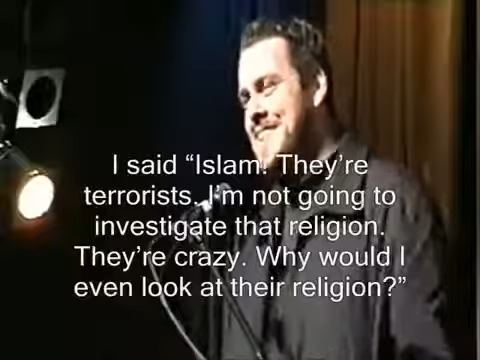 I said “Islam! They’re
terrorists. I’m not going to
investigate that religion.
They’re crazy. Why would I
even look at their religion?”